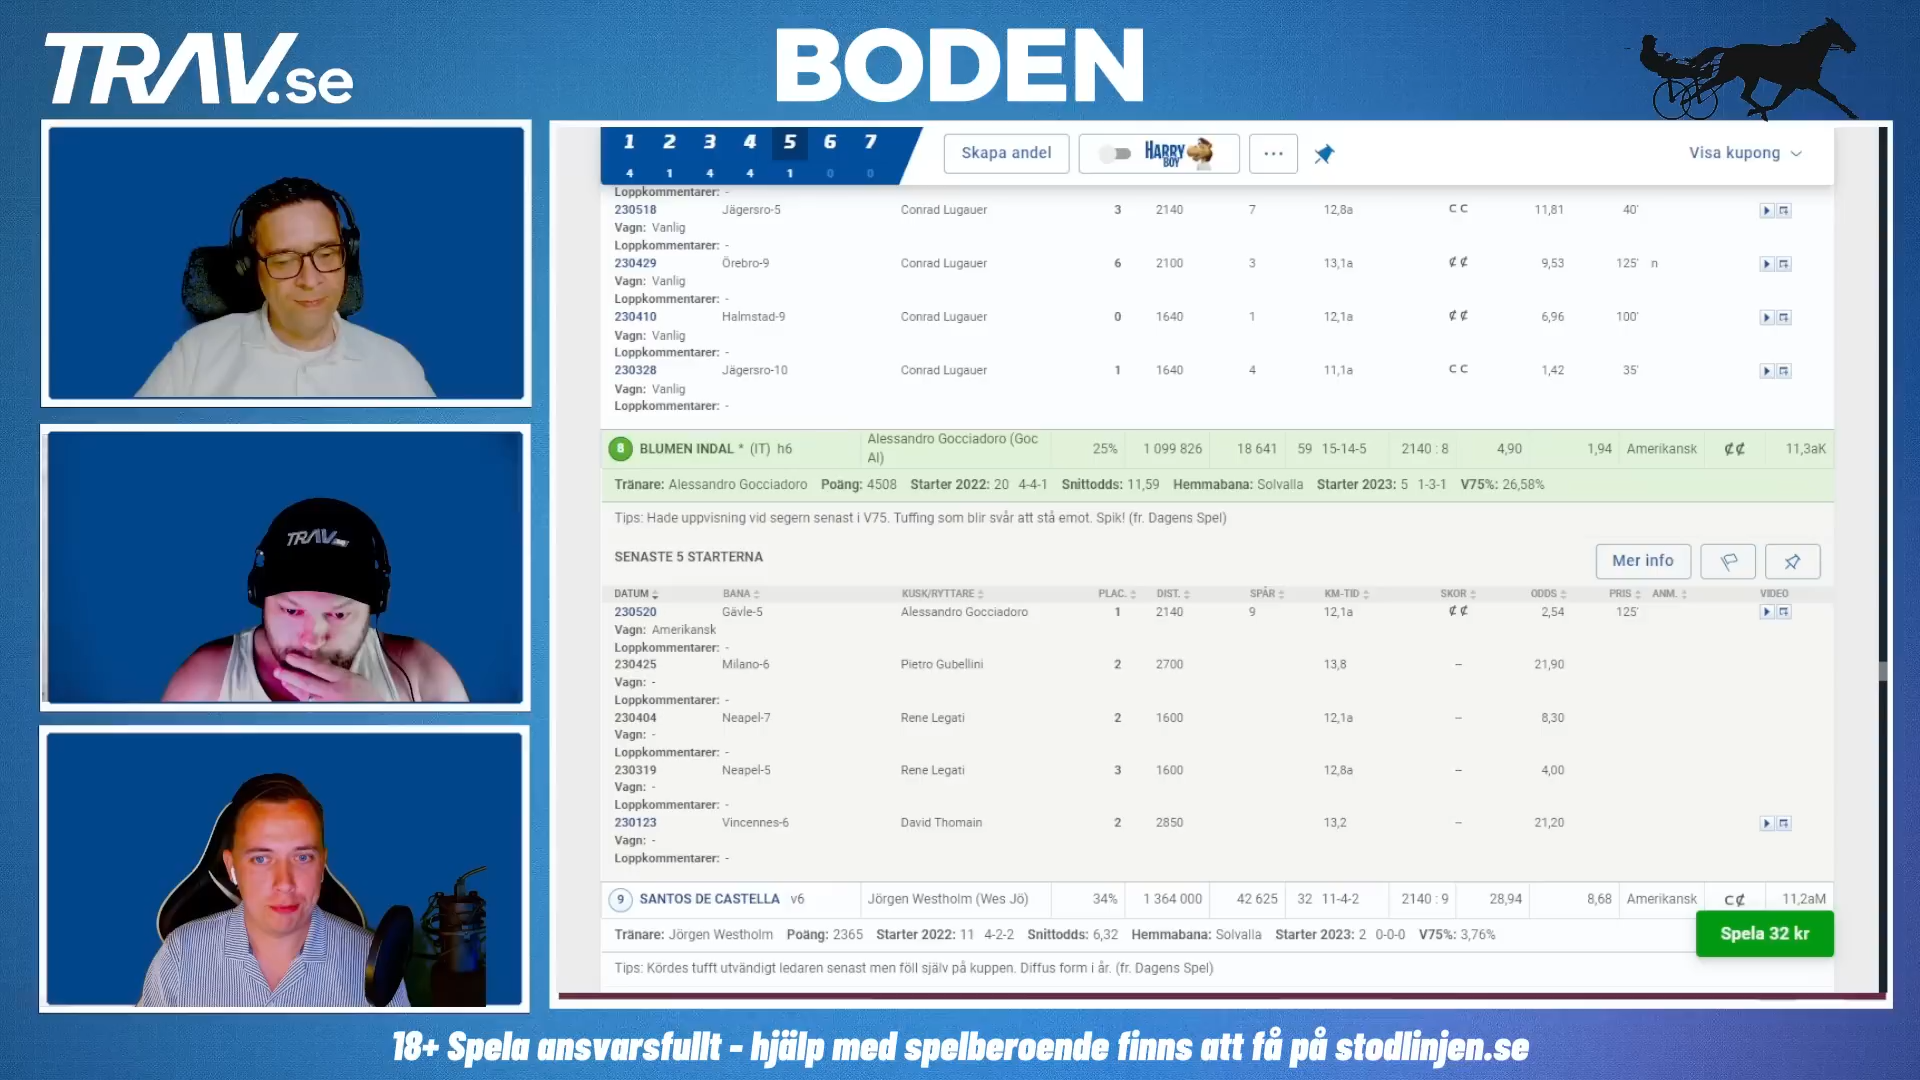 TRAV.se
BODEN
1 2 3 4 5 6 7
4 1 4 4 1 0 0
Skapa andel
HARRY BOY
...
Visa kupong
Loppkommentarer: -
230518 Jägersro-5 Conrad Lugauer 3 2140 7 12,8a C C 11,81 40'
Vagn: Vanlig
Loppkommentarer: -
230429 Örebro-9 Conrad Lugauer 6 2100 3 13,1a ₵ ₵ 9,53 125' n
Vagn: Vanlig
Loppkommentarer: -
230410 Halmstad-9 Conrad Lugauer 0 1640 1 12,1a ₵ ₵ 6,96 100'
Vagn: Vanlig
Loppkommentarer: -
230328 Jägersro-10 Conrad Lugauer 1 1640 4 11,1a C C 1,42 35'
Vagn: Vanlig
Loppkommentarer: -
8 BLUMEN INDAL * (IT) h6 Alessandro Gocciadoro (Goc Al) 25% 1 099 826 18 641 59 15-14-5 2140 : 8 4,90 1,94 Amerikansk ₵₵ 11,3aK
Tränare: Alessandro Gocciadoro Poäng: 4508 Starter 2022: 20 4-4-1 Snittodds: 11,59 Hemmabana: Solvalla Starter 2023: 5 1-3-1 V75%: 26,58%
Tips: Hade uppvisning vid segern senast i V75. Tuffing som blir svår att stå emot. Spik! (fr. Dagens Spel)
SENASTE 5 STARTERNA
Mer info
DATUM BANA KUSK/RYTTARE PLAC. DIST. SPÅR KM-TID SKOR ODDS PRIS ANM. VIDEO
230520 Gävle-5 Alessandro Gocciadoro 1 2140 9 12,1a ₵ ₵ 2,54 125'
Vagn: Amerikansk
Loppkommentarer: -
230425 Milano-6 Pietro Gubellini 2 2700 13,8 -- 21,90
Vagn: -
Loppkommentarer: -
230404 Neapel-7 Rene Legati 2 1600 12,1a -- 8,30
Vagn: -
Loppkommentarer: -
230319 Neapel-5 Rene Legati 3 1600 12,8a -- 4,00
Vagn: -
Loppkommentarer: -
230123 Vincennes-6 David Thomain 2 2850 13,2 -- 21,20
Vagn: -
Loppkommentarer: -
9 SANTOS DE CASTELLA v6 Jörgen Westholm (Wes Jö) 34% 1 364 000 42 625 32 11-4-2 2140 : 9 28,94 8,68 Amerikansk C₵ 11,2aM
Tränare: Jörgen Westholm Poäng: 2365 Starter 2022: 11 4-2-2 Snittodds: 6,32 Hemmabana: Solvalla Starter 2023: 2 0-0-0 V75%: 3,76%
Spela 32 kr
Tips: Kördes tufft utvändigt ledaren senast men föll själv på kuppen. Diffus form i år. (fr. Dagens Spel)
TRAV.se
18+ Spela ansvarsfullt - hjälp med spelberoende finns att få på stodlinjen.se